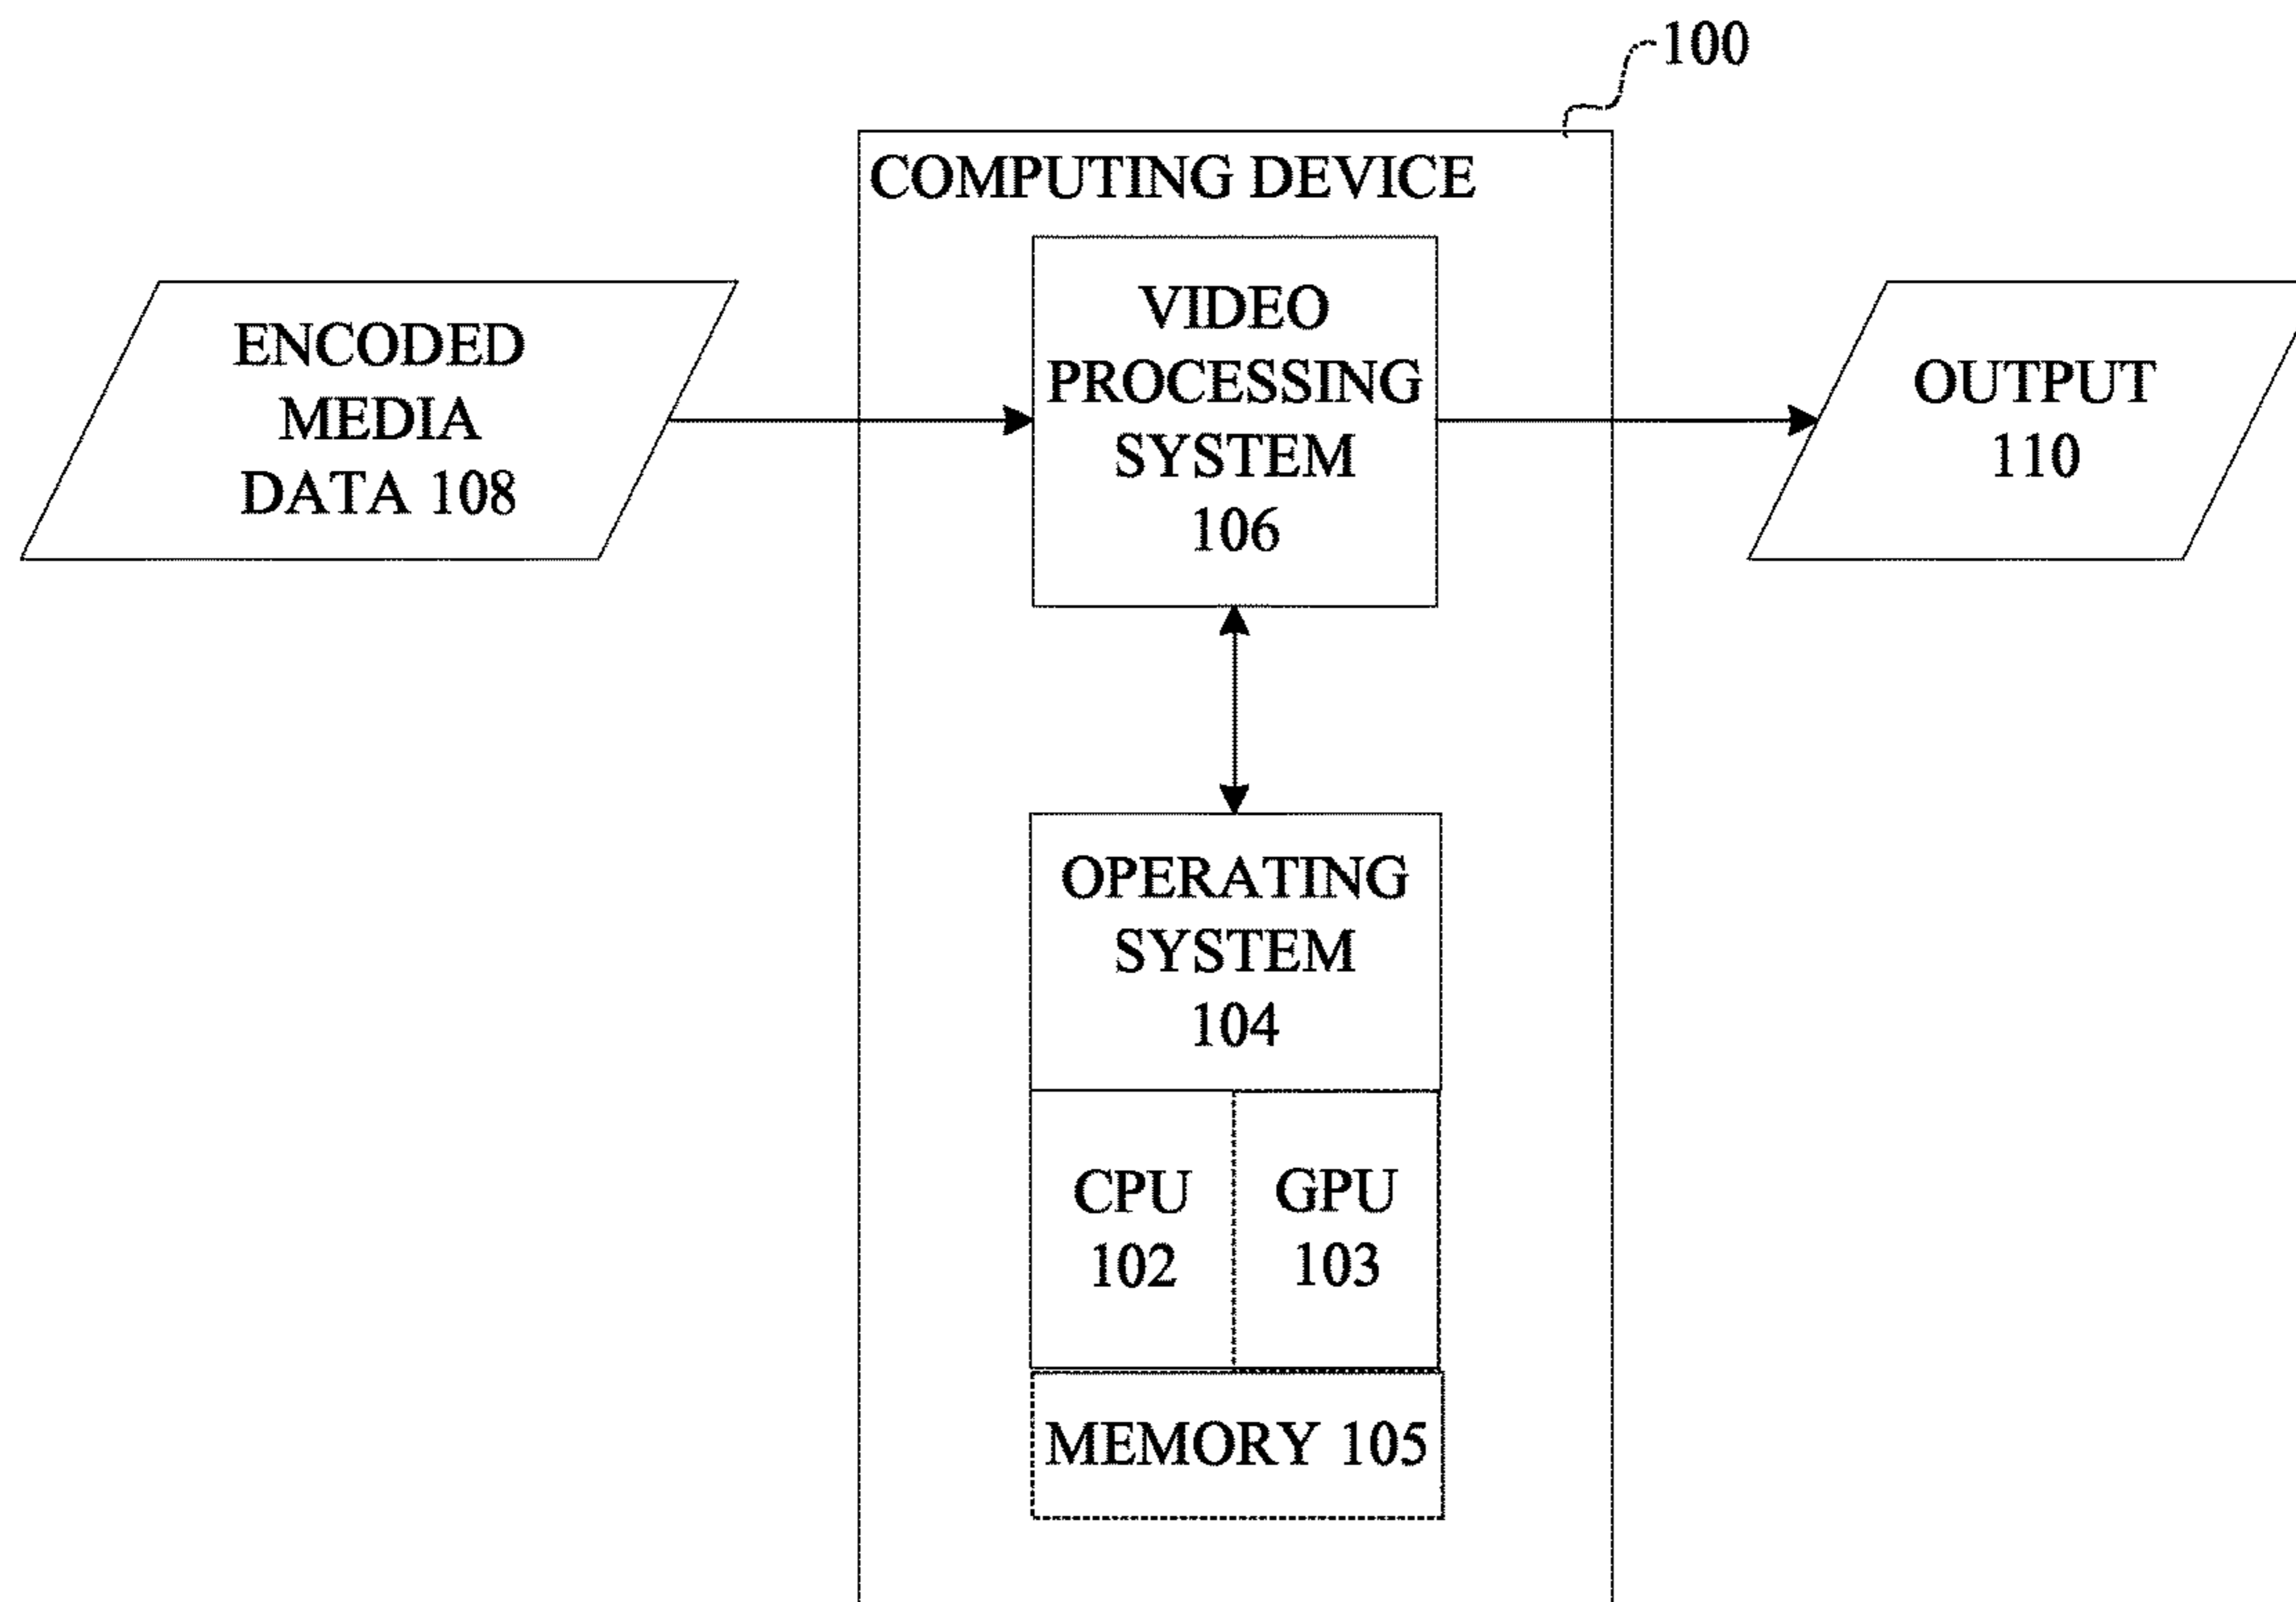 100
COMPUTING DEVICE
ENCODED
MEDIA
DATA 108
VIDEO
PROCESSING
SYSTEM
106
OUTPUT
110
OPERATING
SYSTEM
104
CPU
102
GPU
103
MEMORY 105